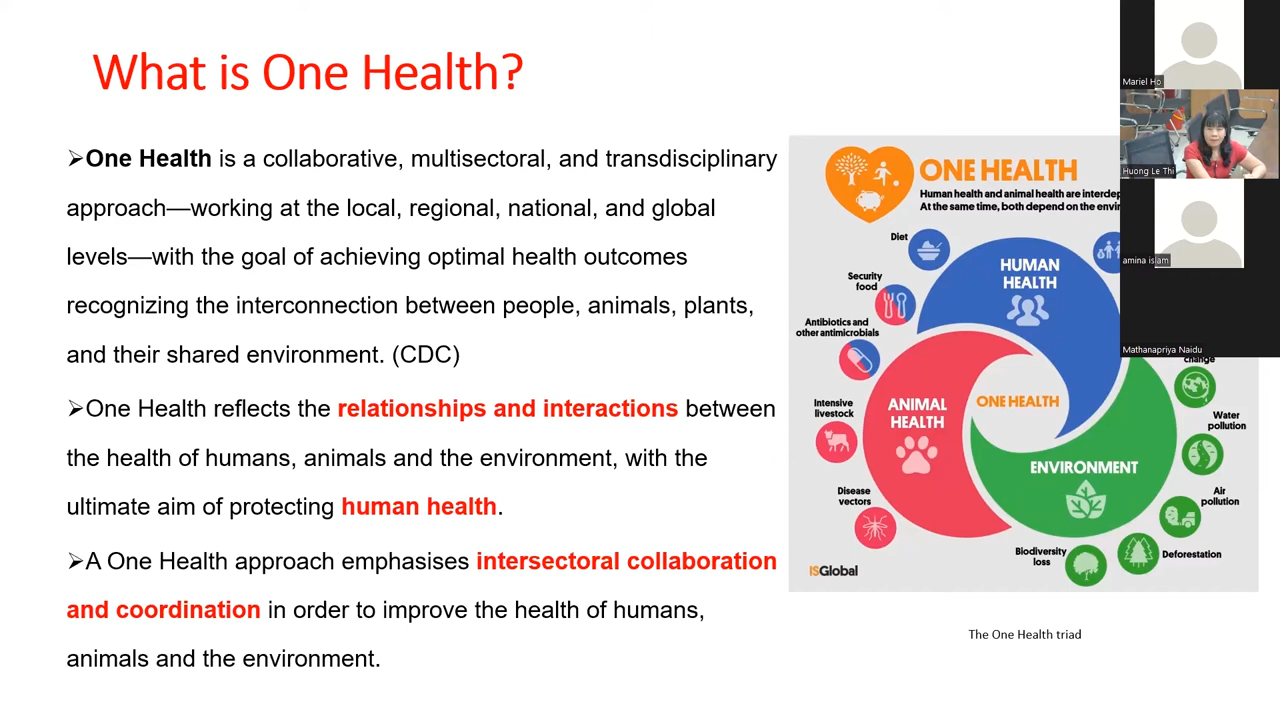 What is One Health?
➢One Health is a collaborative, multisectoral, and transdisciplinary
approach—working at the local, regional, national, and global
levels—with the goal of achieving optimal health outcomes
recognizing the interconnection between people, animals, plants,
and their shared environment. (CDC)
➢One Health reflects the relationships and interactions between
the health of humans, animals and the environment, with the
ultimate aim of protecting human health.
➢A One Health approach emphasises intersectoral collaboration
and coordination in order to improve the health of humans,
animals and the environment.
ONE HEALTH
Human health and animal health are interdep
At the same time, both depend on the envir
Diet
Security
food
Antibiotics and
other antimicrobials
Intensive
livestock
Disease
vectors
HUMAN
HEALTH
ANIMAL
HEALTH
ONE HEALTH
ENVIRONMENT
change
Water
pollution
Air
pollution
Deforestation
Biodiversity
loss
ISGlobal
The One Health triad
Mariel Ho
Huong Le Thi
amina islam
Mathanapriya Naidu